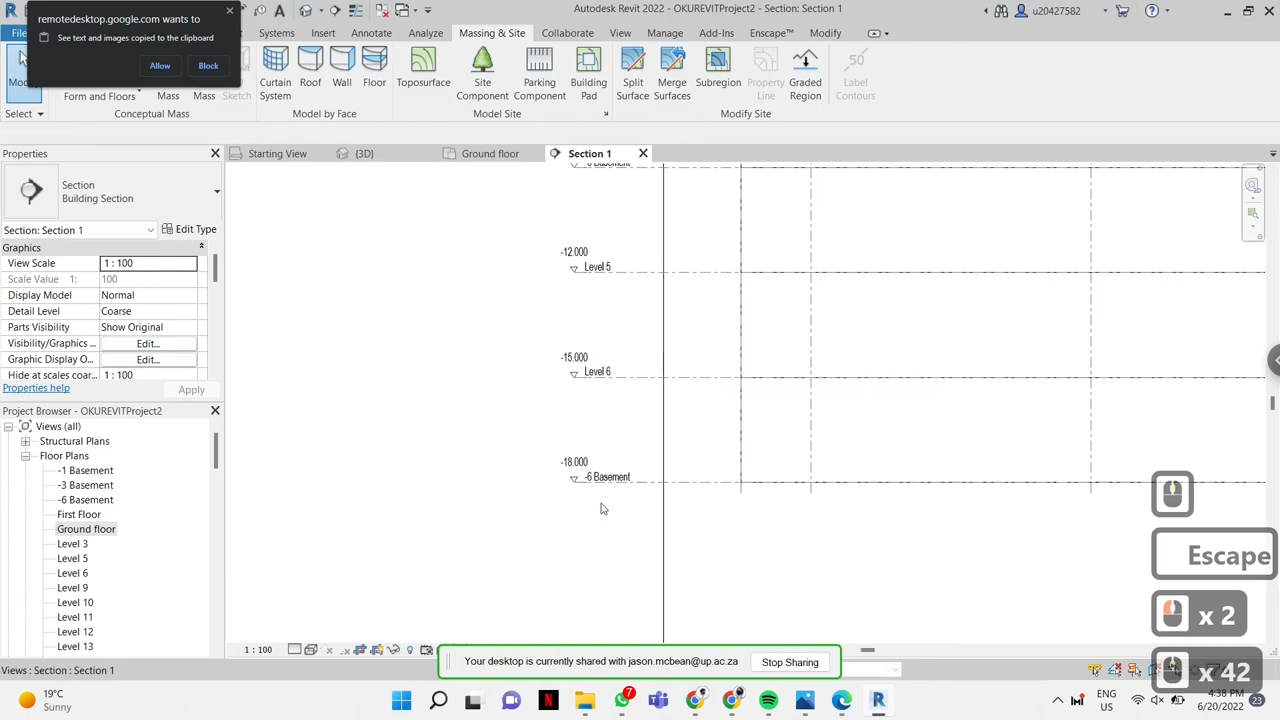 remotedesktop.google.com wants to
See text and images copied to the clipboard
Allow Block
Autodesk Revit 2022 - OKUREVITProject2 - Section: Section 1
u20427582
File Systems Insert Annotate Analyze Massing & Site Collaborate View Manage Add-Ins Enscape™ Modify
Curtain System
Roof
Wall
Floor
Toposurface
Site Component
Parking Component
Building Pad
Split Surface
Merge Surfaces
Subregion
Property Line
Graded Region
Label Contours
Form and Floors Mass Mass Sketch
Select Conceptual Mass Model by Face Model Site Modify Site
Properties
Starting View {3D} Ground floor Section 1
Section
Building Section
Section: Section 1 Edit Type
Graphics
View Scale 1 : 100
Scale Value 1: 100
Display Model Normal
Detail Level Coarse
Parts Visibility Show Original
Visibility/Graphics ... Edit...
Graphic Display O... Edit...
Hide at scales coar... 1 : 100
Properties help Apply
Project Browser - OKUREVITProject2
Views (all)
Structural Plans
Floor Plans
-1 Basement
-3 Basement
-6 Basement
First Floor
Ground floor
Level 3
Level 5
Level 6
Level 9
Level 10
Level 11
Level 12
Level 13
-12.000
Level 5
-15.000
Level 6
-18.000
-6 Basement
Escape
x 2
x 42
1 : 100
Your desktop is currently shared with jason.mcbean@up.ac.za Stop Sharing
Views : Section : Section 1
19°C
Sunny
7
ENG
US
4:38 PM
6/20/2022
23